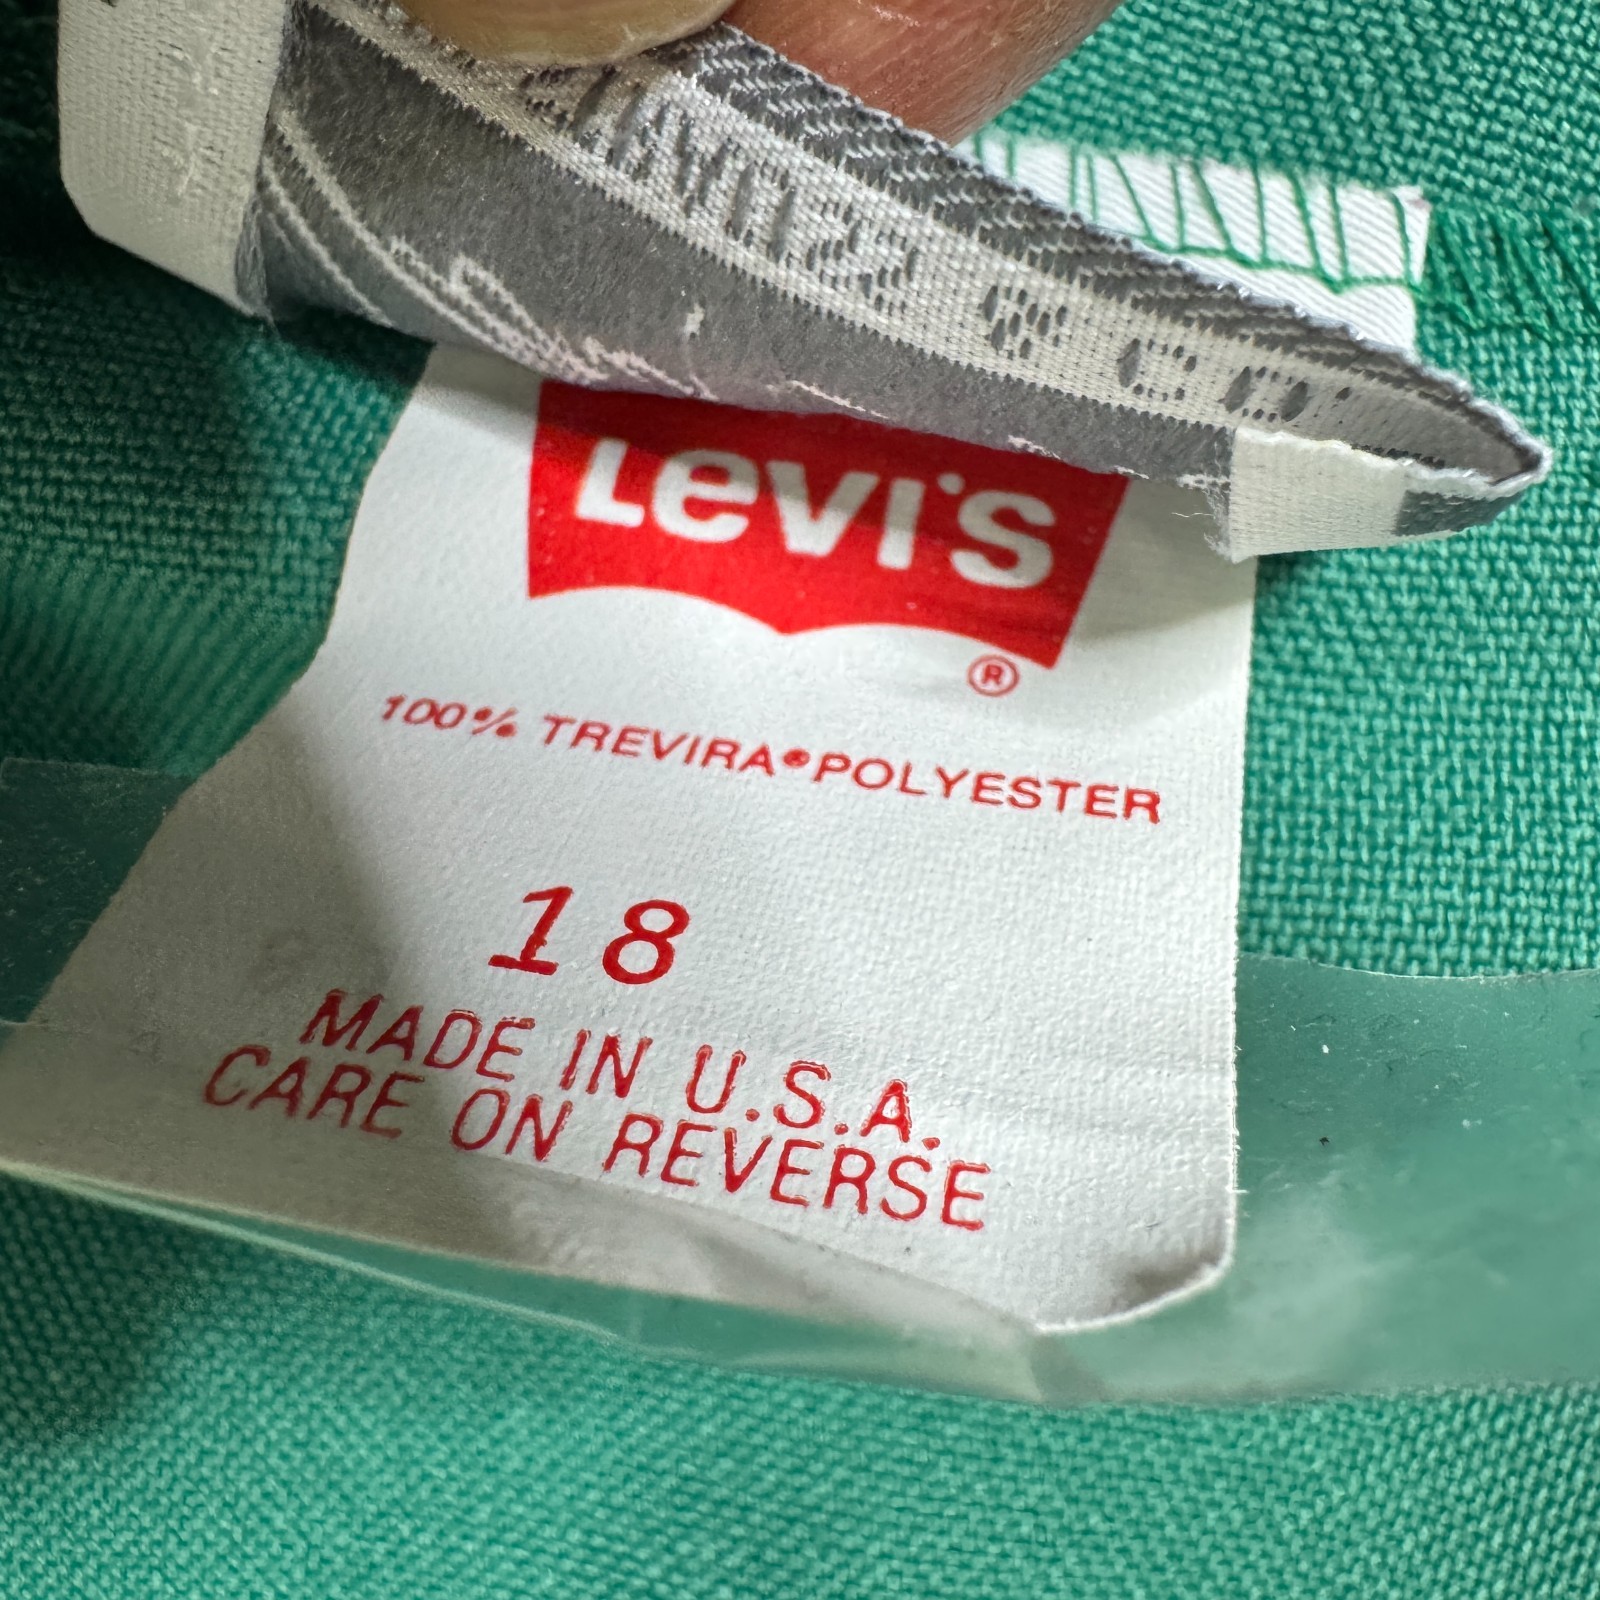 Levi's
®
100% TREVIRA® POLYESTER
18
MADE IN U.S.A.
CARE ON REVERSE